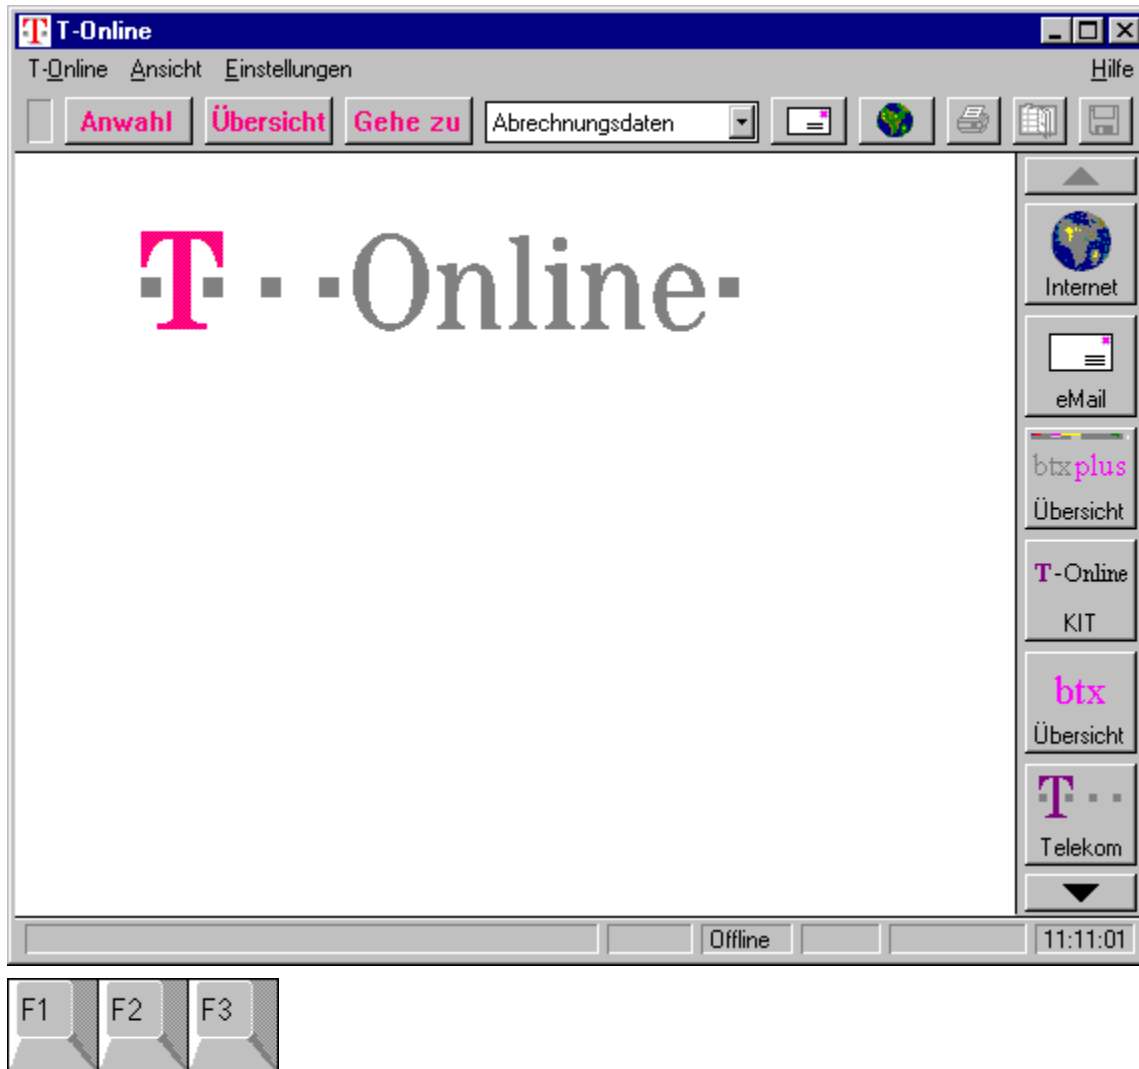 T T-Online
T-Online Ansicht Einstellungen Hilfe
Anwahl Übersicht Gehe zu Abrechnungsdaten
T Online
Internet
eMail
btxplus
Übersicht
T-Online
KIT
btx
Übersicht
T
Telekom
Offline 11:11:01
F1 F2 F3